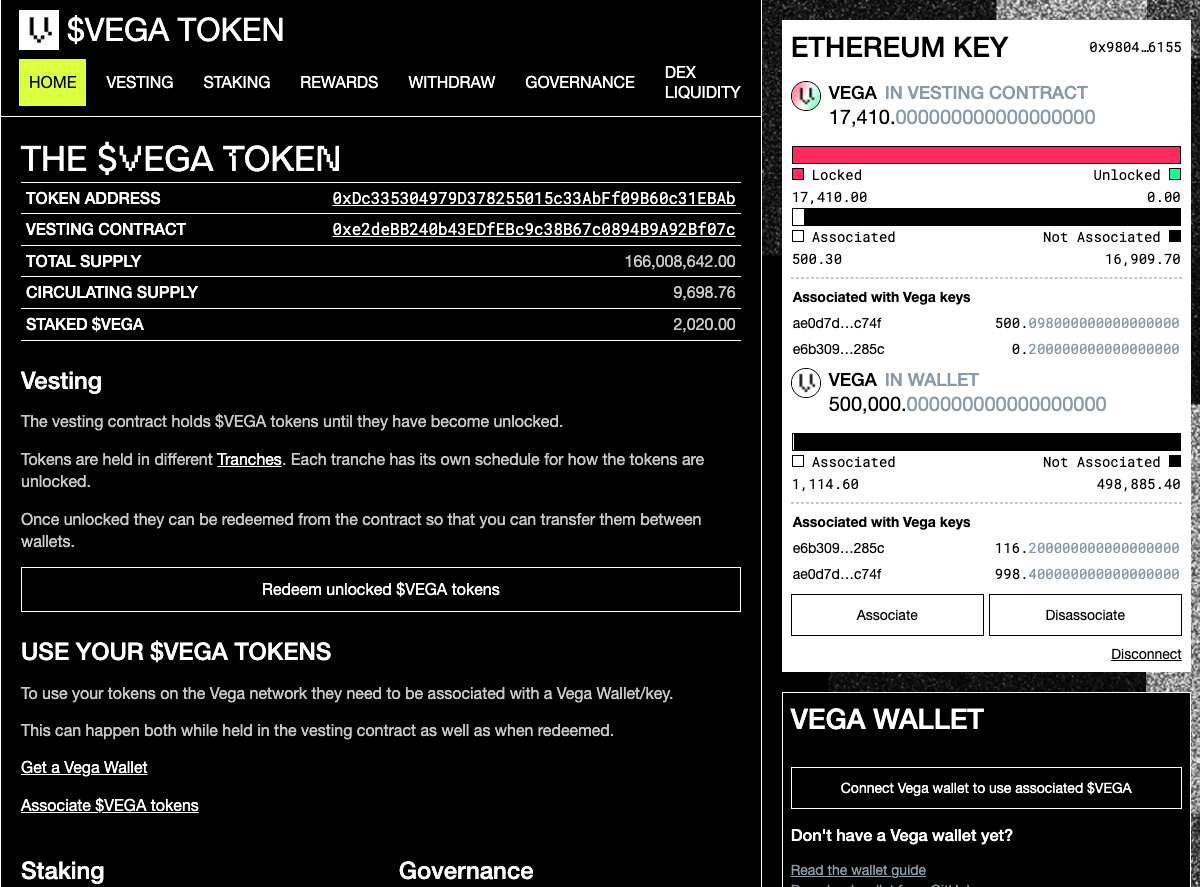 $VEGA TOKEN
HOME VESTING STAKING REWARDS WITHDRAW GOVERNANCE DEX LIQUIDITY
THE $VEGA TOKEN
TOKEN ADDRESS 0xDc335304979D378255015c33AbFf09B60c31EBAb
VESTING CONTRACT 0xe2deBB240b43EDfEBc9c38B67c0894B9A92Bf07c
TOTAL SUPPLY 166,008,642.00
CIRCULATING SUPPLY 9,698.76
STAKED $VEGA 2,020.00
Vesting
The vesting contract holds $VEGA tokens until they have become unlocked.
Tokens are held in different Tranches. Each tranche has its own schedule for how the tokens are
unlocked.
Once unlocked they can be redeemed from the contract so that you can transfer them between
wallets.
Redeem unlocked $VEGA tokens
USE YOUR $VEGA TOKENS
To use your tokens on the Vega network they need to be associated with a Vega Wallet/key.
This can happen both while held in the vesting contract as well as when redeemed.
Get a Vega Wallet
Associate $VEGA tokens
Staking Governance
ETHEREUM KEY 0x9804…6155
VEGA IN VESTING CONTRACT
17,410.000000000000000000
Locked Unlocked
17,410.00 0.00
Associated Not Associated
500.30 16,909.70
Associated with Vega keys
ae0d7d…c74f 500.098000000000000000
e6b309…285c 0.200000000000000000
VEGA IN WALLET
500,000.000000000000000000
Associated Not Associated
1,114.60 498,885.40
Associated with Vega keys
e6b309…285c 116.200000000000000000
ae0d7d…c74f 998.400000000000000000
Associate Disassociate
Disconnect
VEGA WALLET
Connect Vega wallet to use associated $VEGA
Don't have a Vega wallet yet?
Read the wallet guide